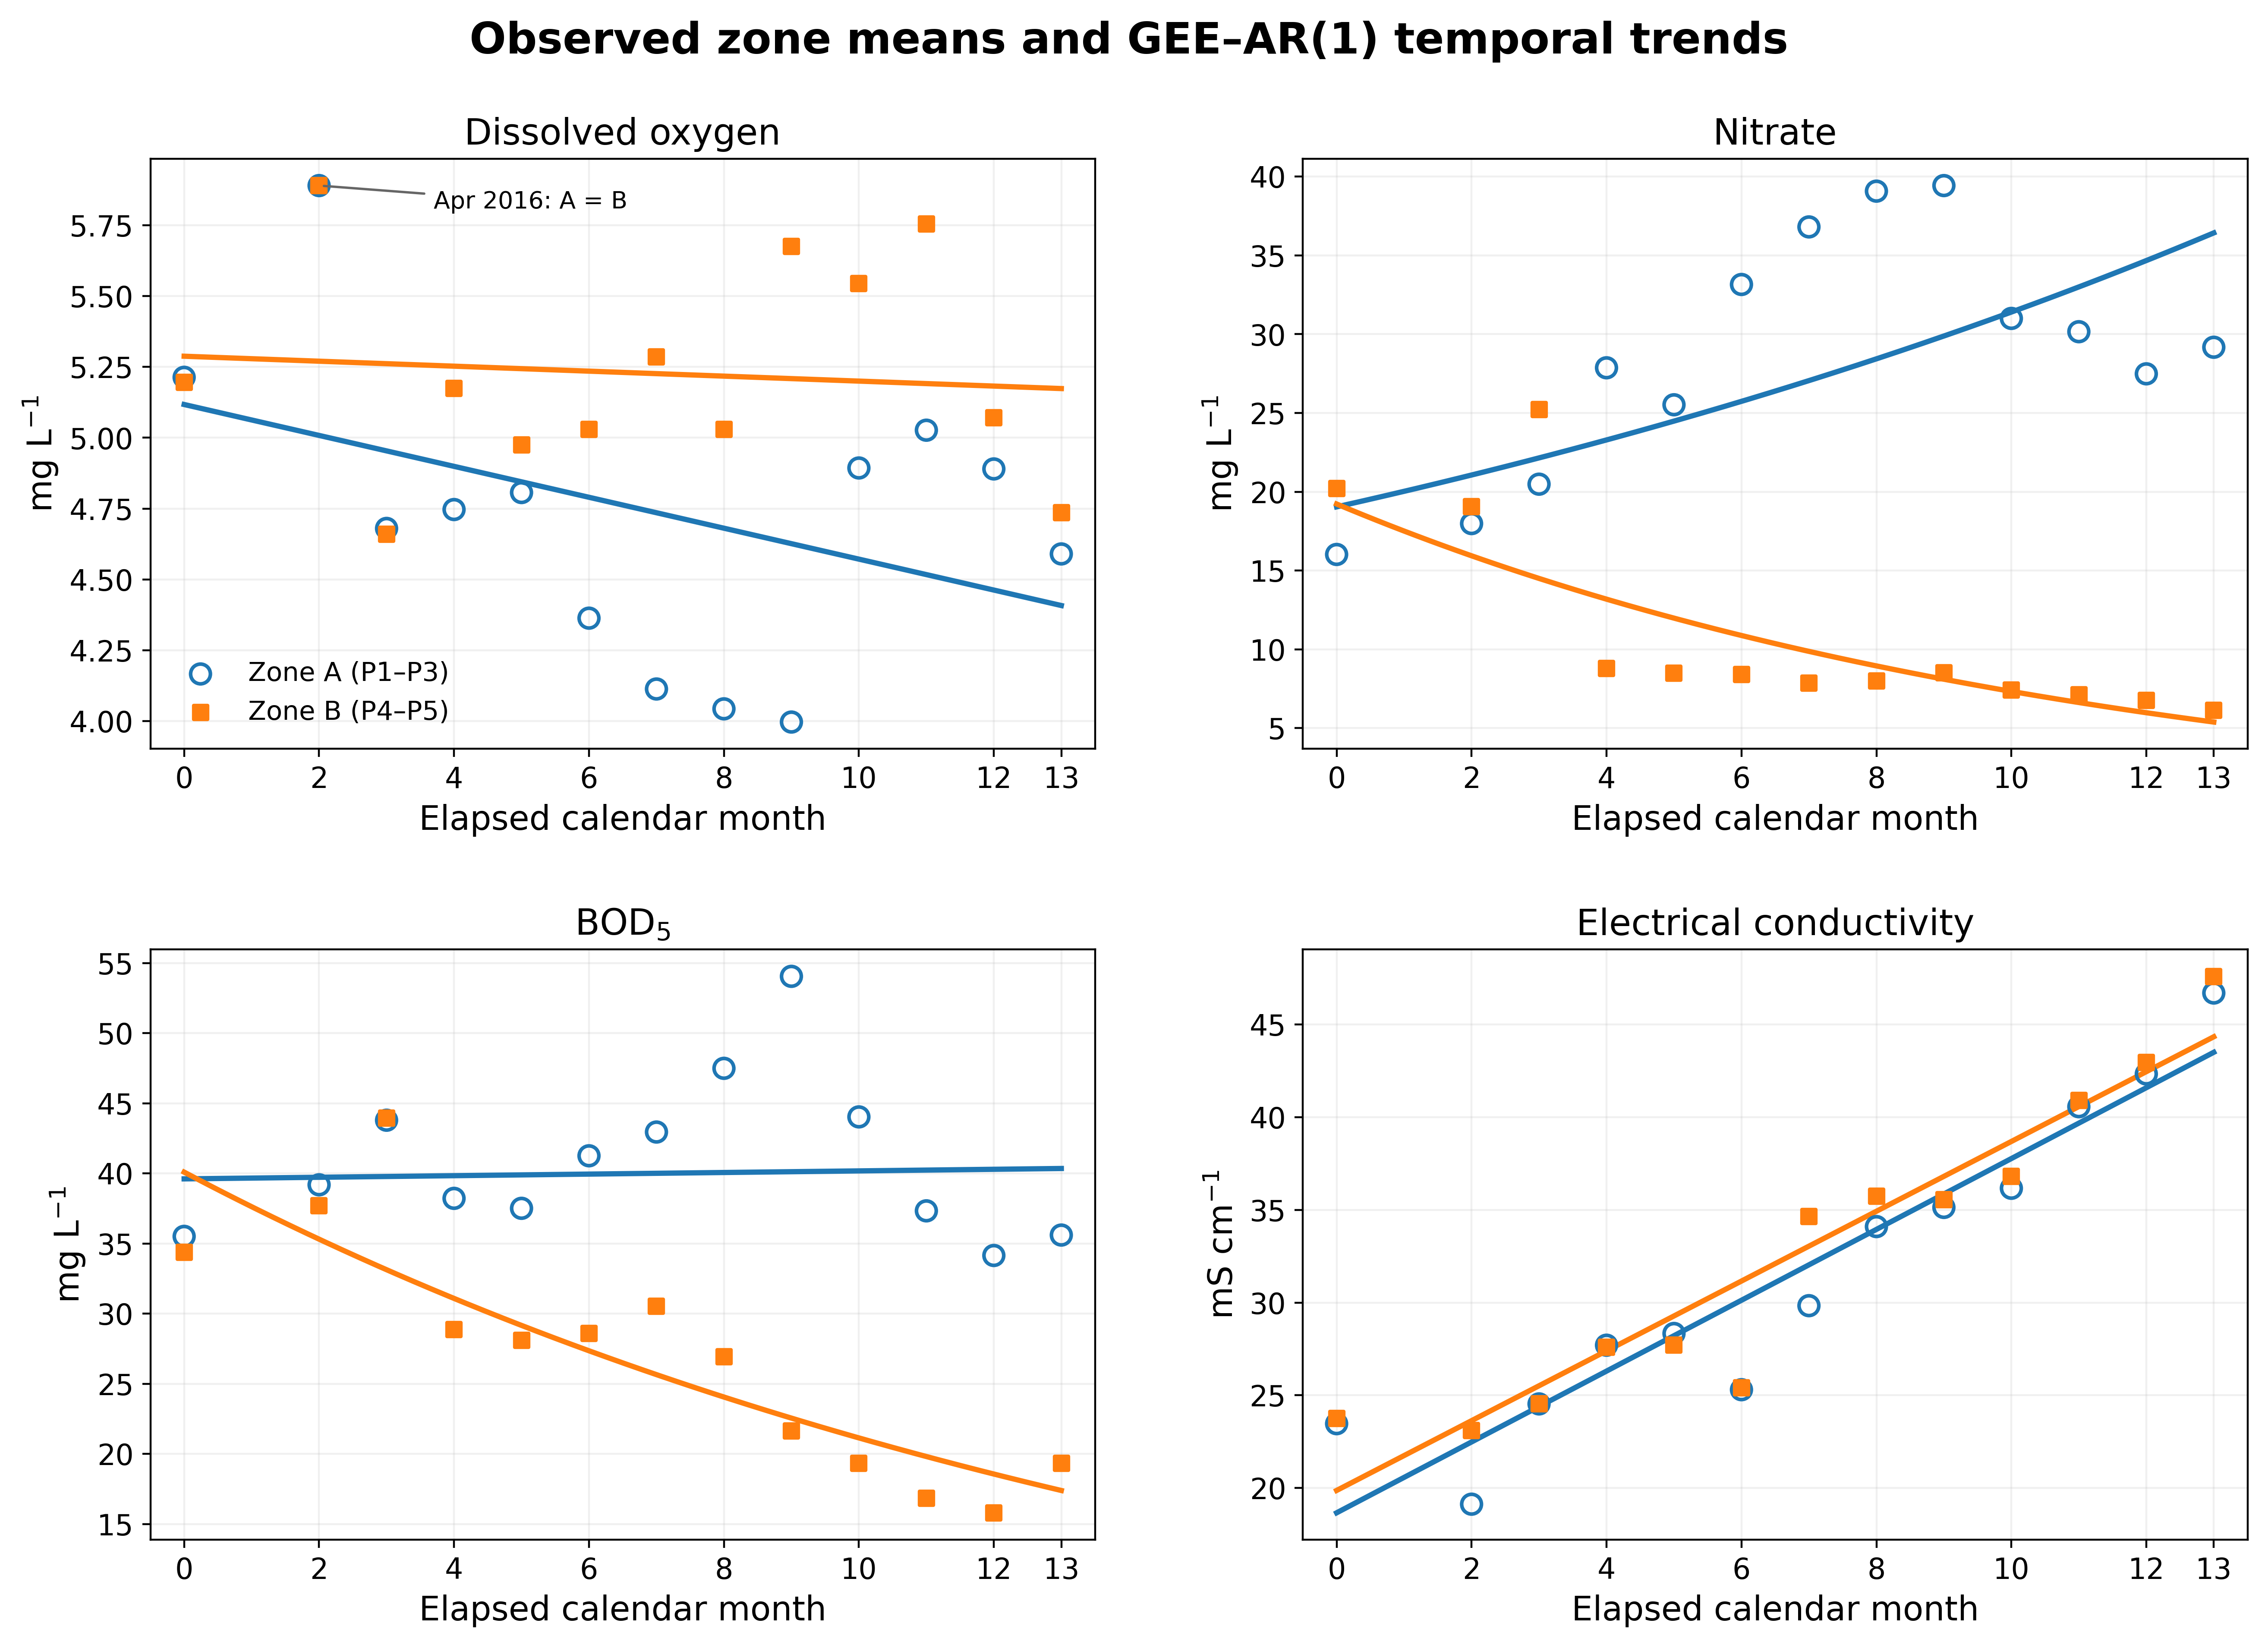 Observed zone means and GEE–AR(1) temporal trends
Dissolved oxygen
mg L⁻¹
5.75
5.50
5.25
5.00
4.75
4.50
4.25
4.00
Apr 2016: A = B
Zone A (P1–P3)
Zone B (P4–P5)
0 2 4 6 8 10 12 13
Elapsed calendar month
Nitrate
mg L⁻¹
40
35
30
25
20
15
10
5
0 2 4 6 8 10 12 13
Elapsed calendar month
BOD₅
mg L⁻¹
55
50
45
40
35
30
25
20
15
0 2 4 6 8 10 12 13
Elapsed calendar month
Electrical conductivity
mS cm⁻¹
45
40
35
30
25
20
0 2 4 6 8 10 12 13
Elapsed calendar month